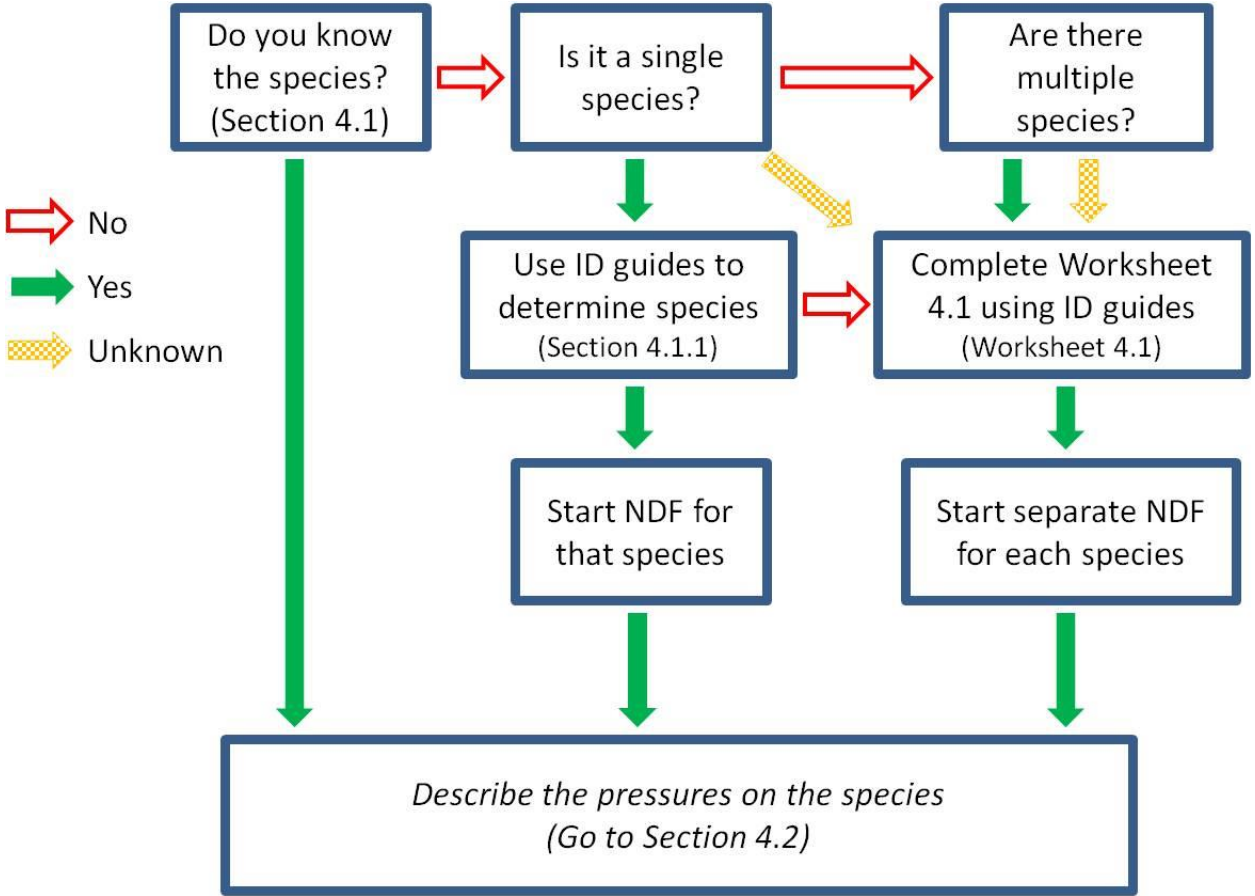 Do you know
the species?
(Section 4.1)
Is it a single
species?
Are there
multiple
species?
No
Yes
Unknown
Use ID guides to
determine species
(Section 4.1.1)
Complete Worksheet
4.1 using ID guides
(Worksheet 4.1)
Start NDF for
that species
Start separate NDF
for each species
Describe the pressures on the species
(Go to Section 4.2)